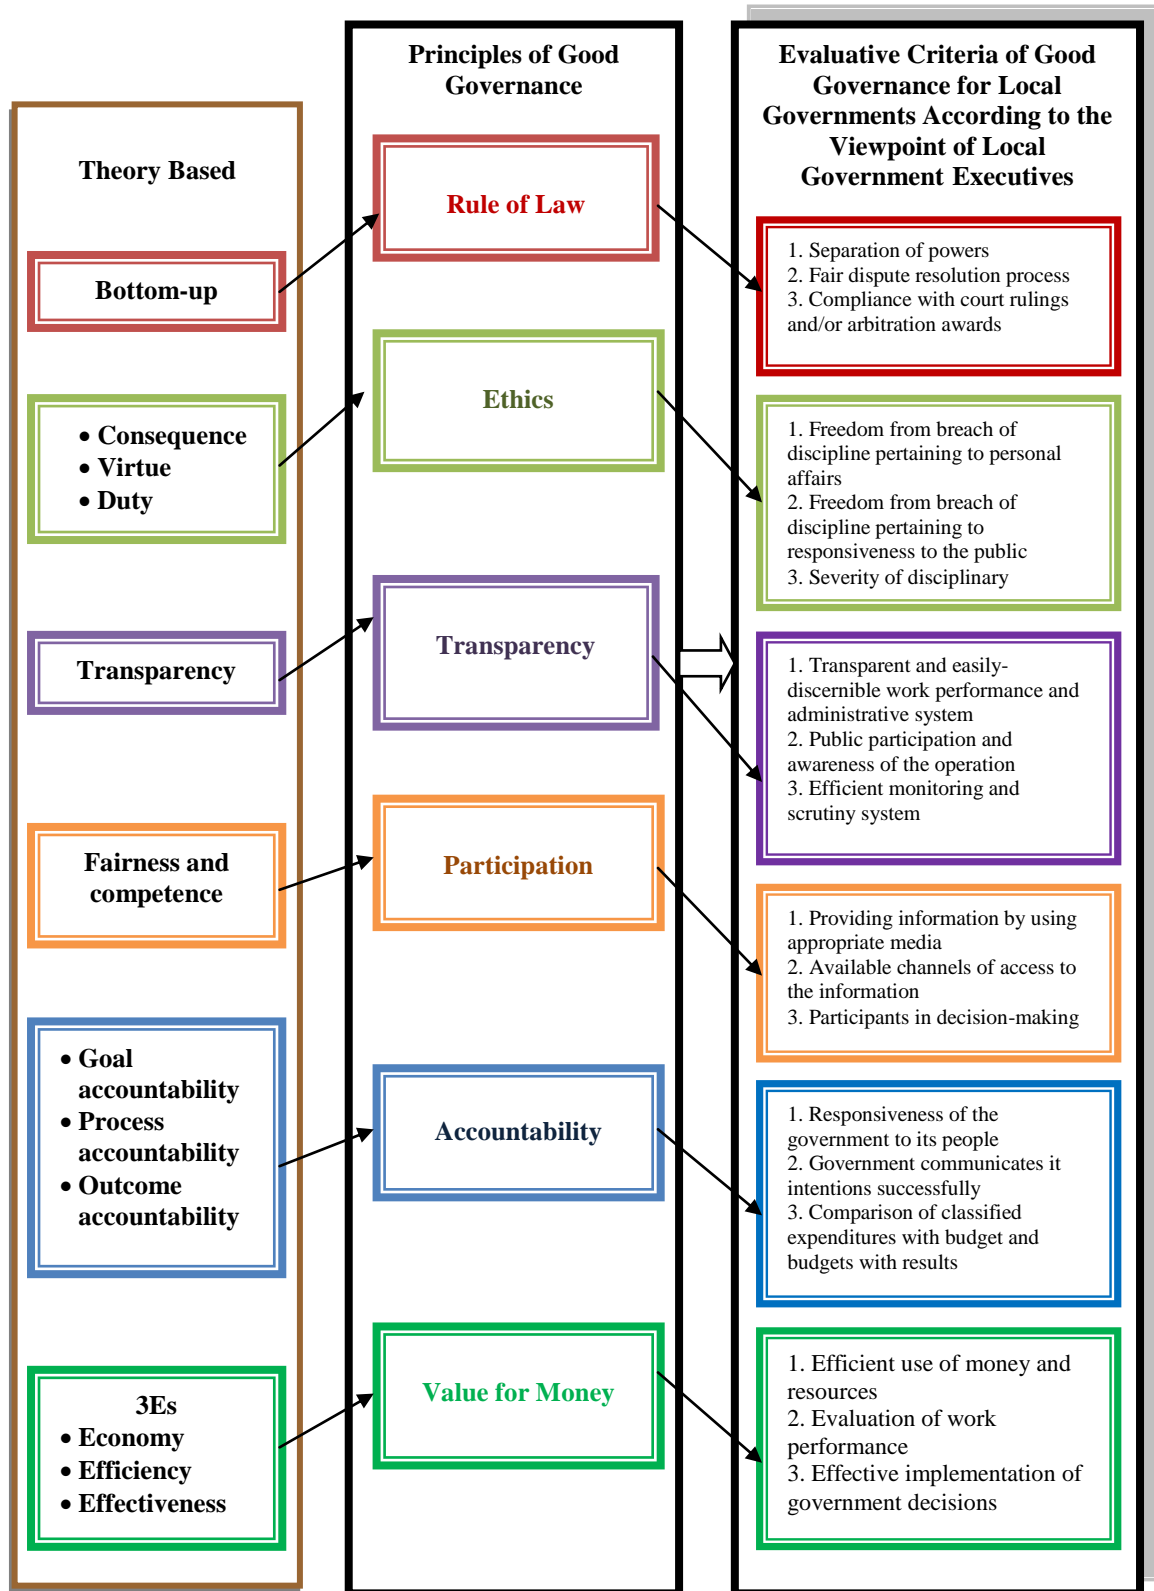 Theory Based
Bottom-up
• Consequence
• Virtue
• Duty
Transparency
Fairness and
competence
• Goal
accountability
• Process
accountability
• Outcome
accountability
3Es
• Economy
• Efficiency
• Effectiveness
Principles of Good
Governance
Rule of Law
Ethics
Transparency
Participation
Accountability
Value for Money
Evaluative Criteria of Good
Governance for Local
Governments According to the
Viewpoint of Local
Government Executives
1. Separation of powers
2. Fair dispute resolution process
3. Compliance with court rulings
and/or arbitration awards
1. Freedom from breach of
discipline pertaining to personal
affairs
2. Freedom from breach of
discipline pertaining to
responsiveness to the public
3. Severity of disciplinary
1. Transparent and easily-
discernible work performance and
administrative system
2. Public participation and
awareness of the operation
3. Efficient monitoring and
scrutiny system
1. Providing information by using
appropriate media
2. Available channels of access to
the information
3. Participants in decision-making
1. Responsiveness of the
government to its people
2. Government communicates it
intentions successfully
3. Comparison of classified
expenditures with budget and
budgets with results
1. Efficient use of money and
resources
2. Evaluation of work
performance
3. Effective implementation of
government decisions